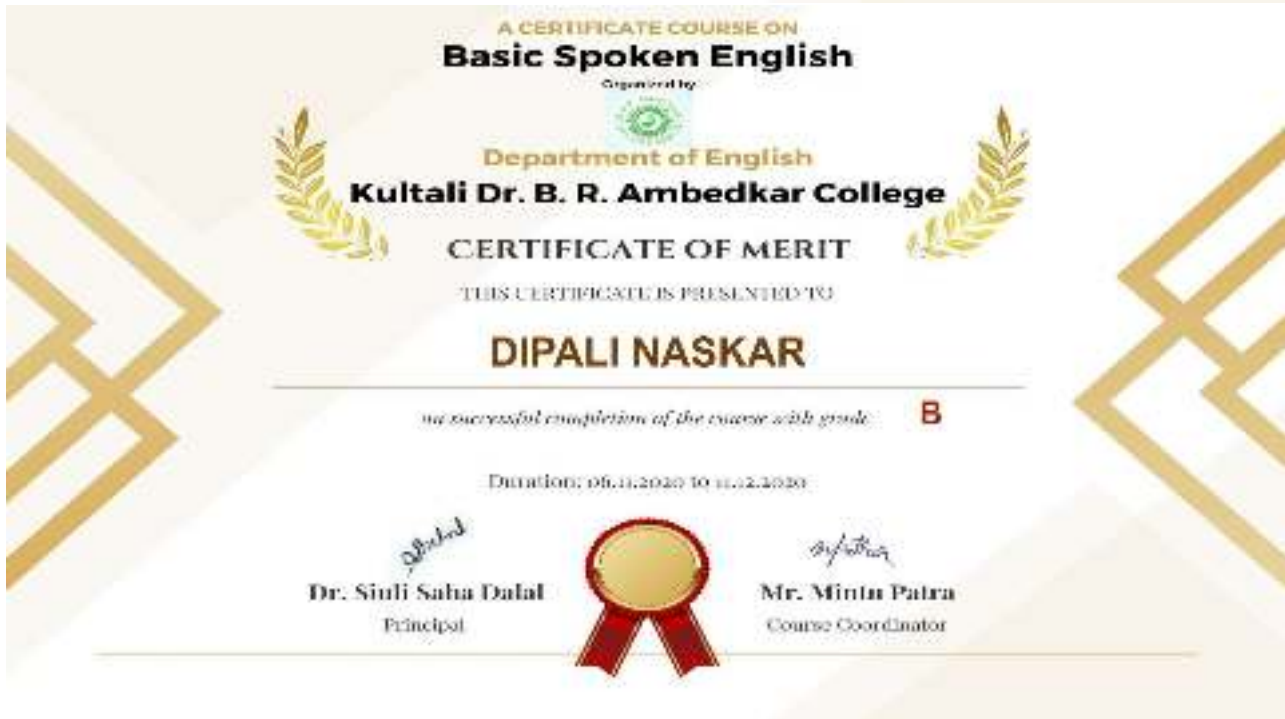 A CERTIFICATE COURSE ON
Basic Spoken English
Organized by
Department of English
Kultali Dr. B. R. Ambedkar College
CERTIFICATE OF MERIT
THIS CERTIFICATE IS PRESENTED TO
DIPALI NASKAR
on successful completion of the course with grade B
Duration: 06.11.2020 to 11.12.2020
Dr. Siuli Saha Dalal Mr. Mintu Patra
Principal Course Coordinator